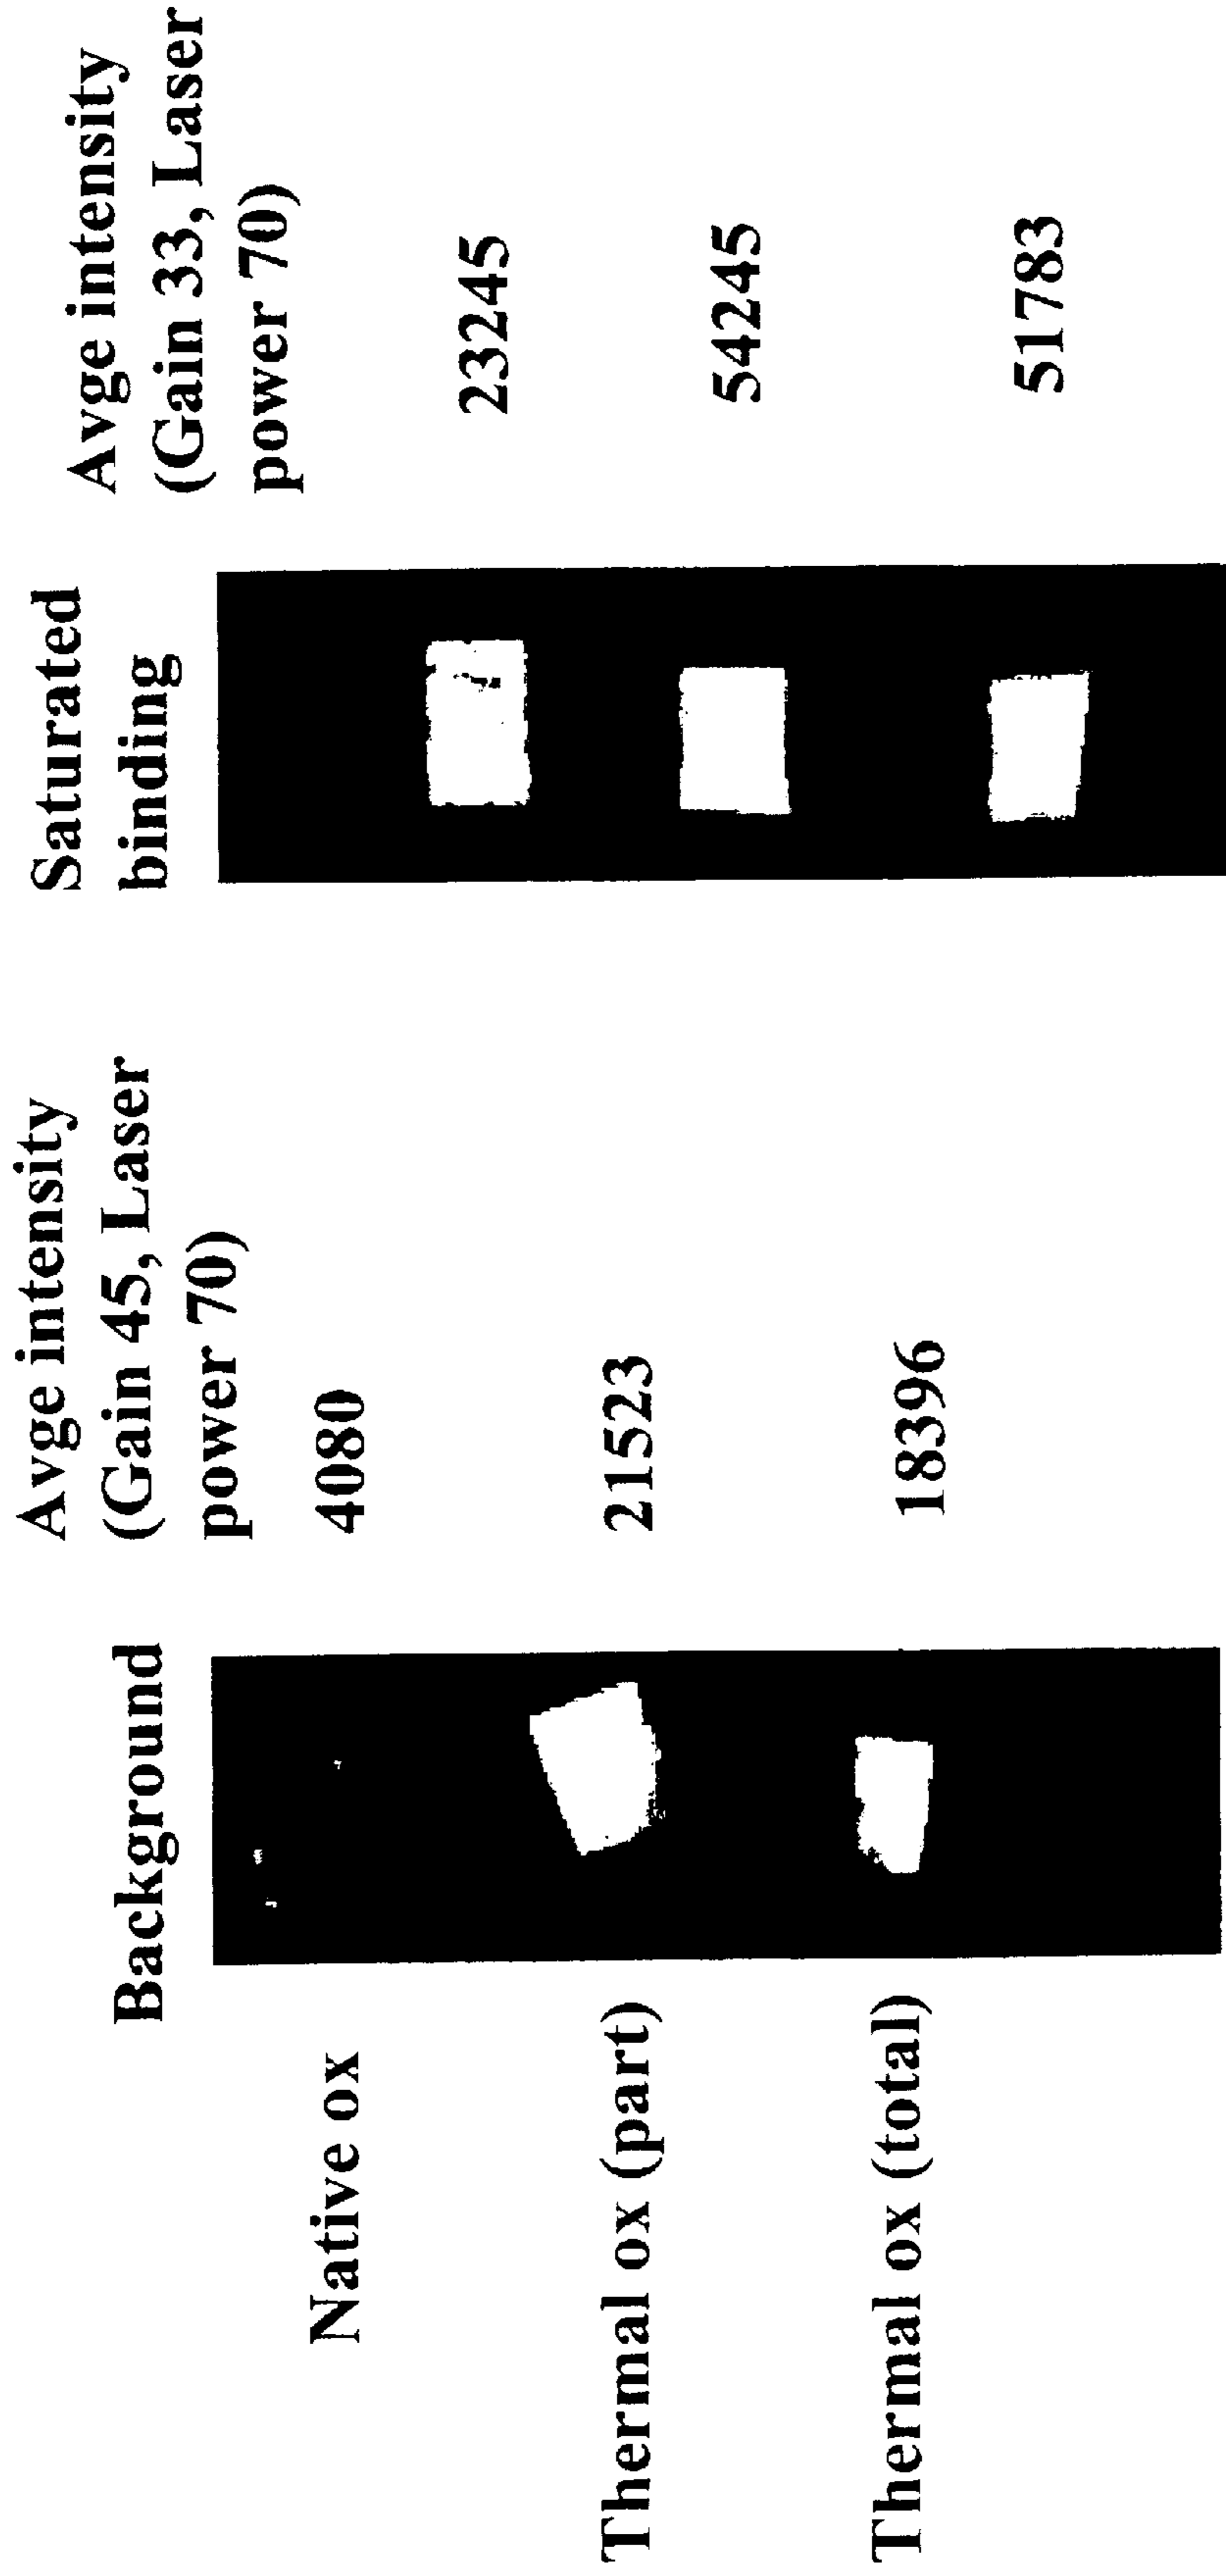 Background
Avge intensity
(Gain 45, Laser
power 70)
Saturated
binding
Avge intensity
(Gain 33, Laser
power 70)
Native ox
4080
23245
Thermal ox (part)
21523
54245
Thermal ox (total)
18396
51783